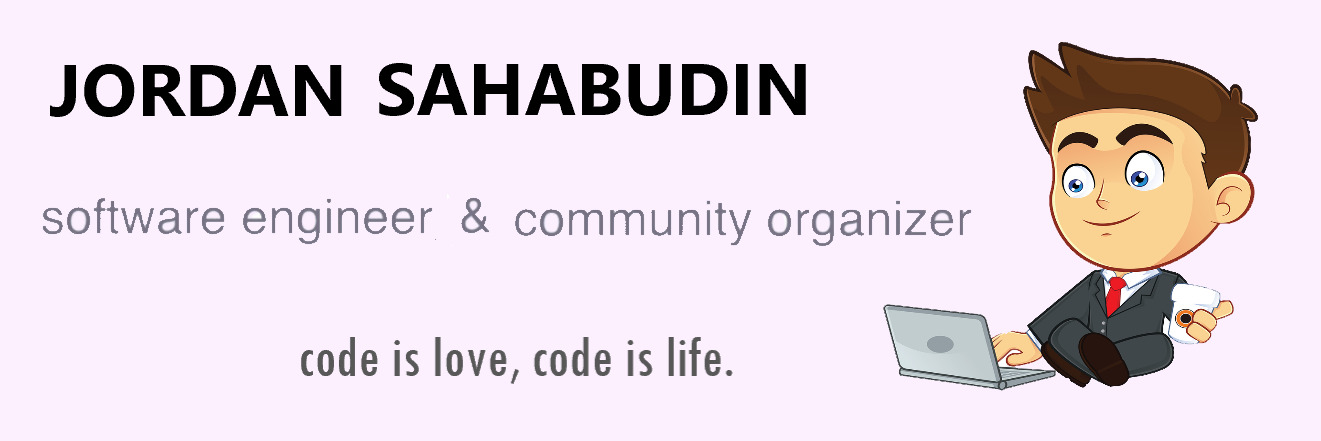 JORDAN SAHABUDIN
software engineer & community organizer
code is love, code is life.